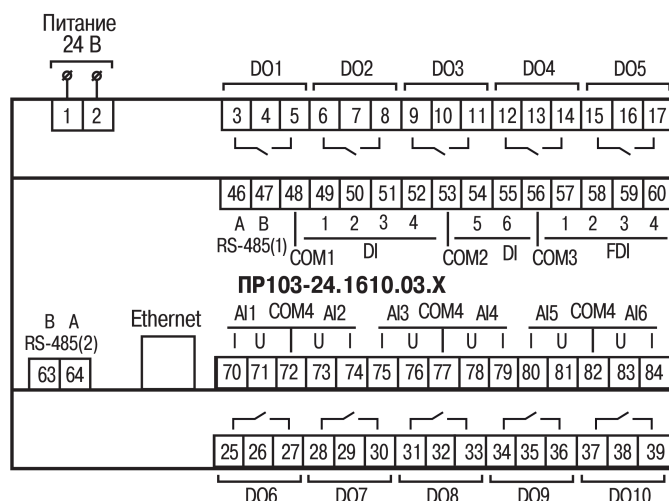 Питание
24 В
DO1 DO2 DO3 DO4 DO5
1 2 3 4 5 6 7 8 9 10 11 12 13 14 15 16 17
46 47 48 49 50 51 52 53 54 55 56 57 58 59 60
A B 1 2 3 4 5 6 1 2 3 4
RS-485(1) COM1 DI COM2 DI COM3 FDI
ПР103-24.1610.03.X
B A Ethernet AI1 COM4 AI2 AI3 COM4 AI4 AI5 COM4 AI6
RS-485(2) I U U I I U U I I U U I
63 64 70 71 72 73 74 75 76 77 78 79 80 81 82 83 84
25 26 27 28 29 30 31 32 33 34 35 36 37 38 39
DO6 DO7 DO8 DO9 DO10